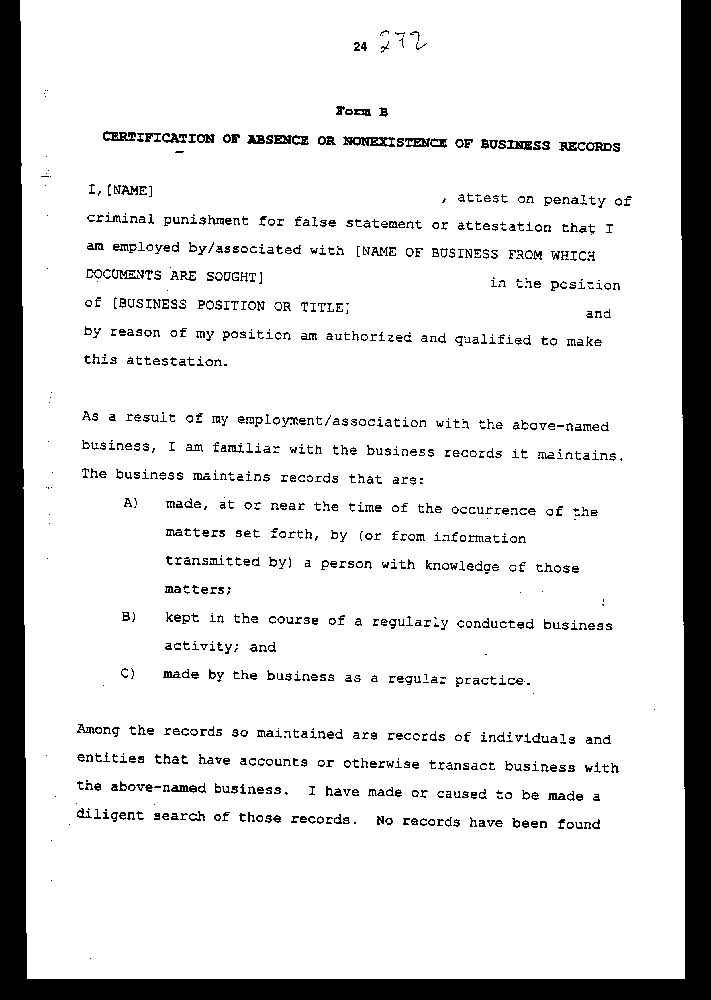 24 272
Form B
CERTIFICATION OF ABSENCE OR NONEXISTENCE OF BUSINESS RECORDS
I, [NAME] , attest on penalty of
criminal punishment for false statement or attestation that I
am employed by/associated with [NAME OF BUSINESS FROM WHICH
DOCUMENTS ARE SOUGHT] in the position
of [BUSINESS POSITION OR TITLE] and
by reason of my position am authorized and qualified to make
this attestation.
As a result of my employment/association with the above-named
business, I am familiar with the business records it maintains.
The business maintains records that are:
A) made, at or near the time of the occurrence of the
matters set forth, by (or from information
transmitted by) a person with knowledge of those
matters;
B) kept in the course of a regularly conducted business
activity; and
C) made by the business as a regular practice.
Among the records so maintained are records of individuals and
entities that have accounts or otherwise transact business with
the above-named business. I have made or caused to be made a
diligent search of those records. No records have been found